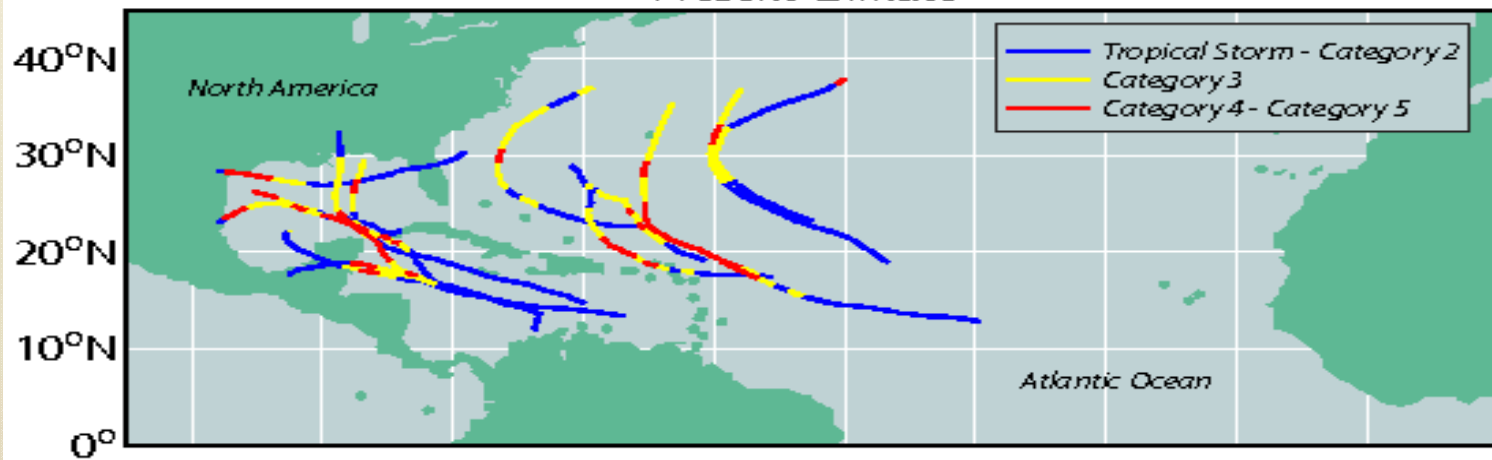 40°N
North America
Tropical Storm - Category 2
Category 3
Category 4 - Category 5
30°N
20°N
10°N
Atlantic Ocean
0°